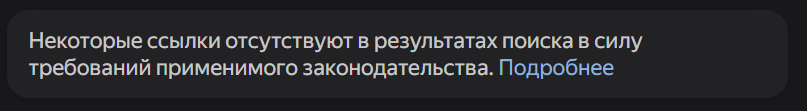 Некоторые ссылки отсутствуют в результатах поиска в силу
требований применимого законодательства. Подробнее